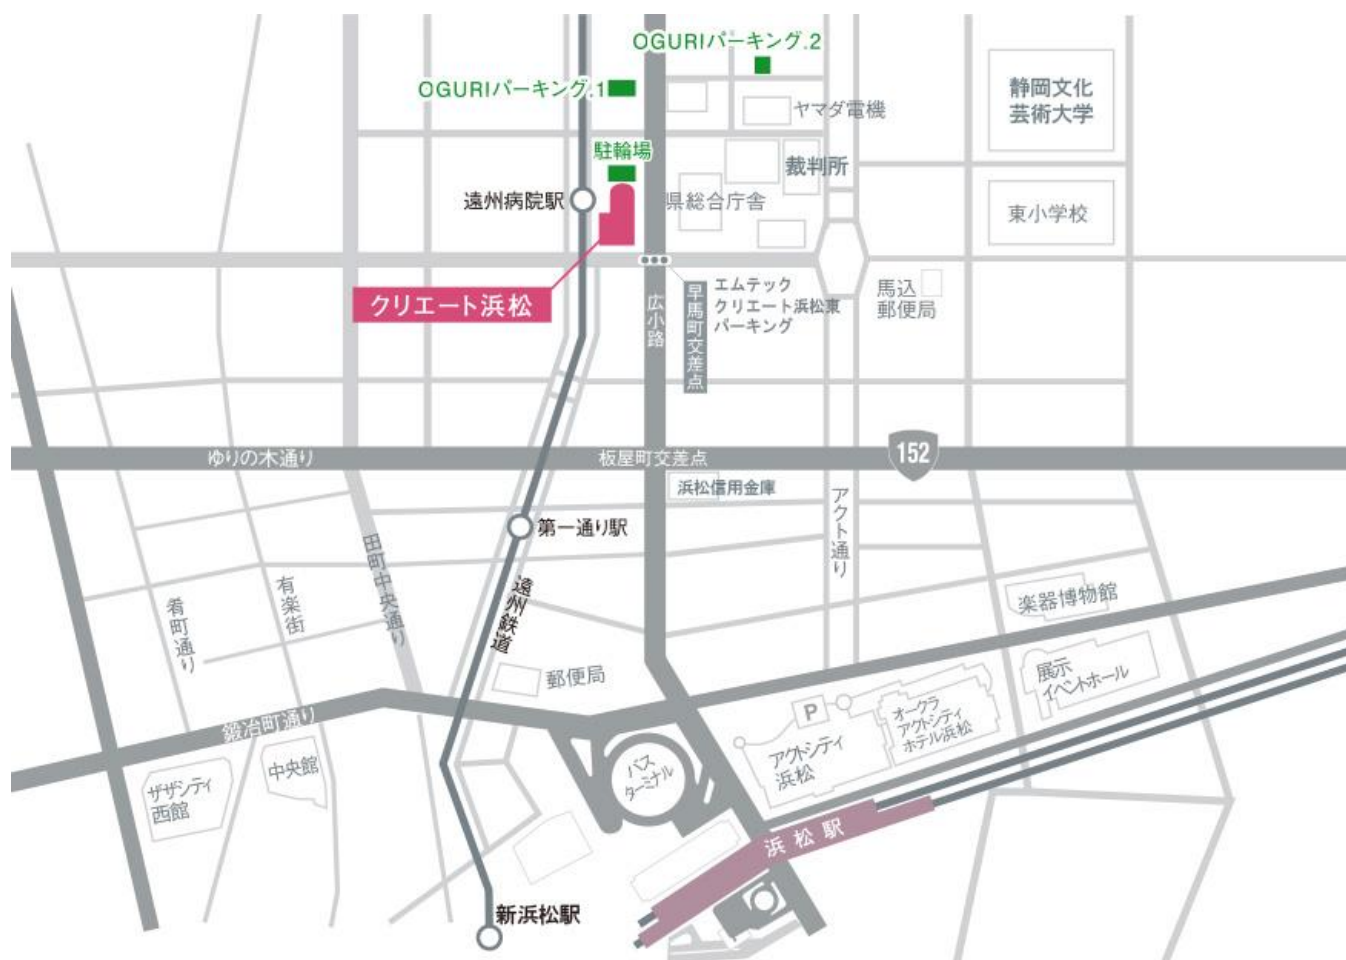 OGURIパーキング.2
OGURIパーキング.1
静岡文化
芸術大学
ヤマダ電機
駐輪場
裁判所
遠州病院駅
県総合庁舎
東小学校
クリエート浜松
広小路
早馬町交差点
エムテック
クリエート浜松東
パーキング
馬込
郵便局
ゆりの木通り
板屋町交差点
152
浜松信用金庫
アクト通り
第一通り駅
田町中央通り
有楽街
肴町通り
遠州鉄道
楽器博物館
郵便局
展示
イベントホール
P
オークラ
アクトシティ
ホテル浜松
鍛冶町通り
アクトシティ
浜松
バス
ターミナル
中央館
ザザシティ
西館
浜松駅
新浜松駅